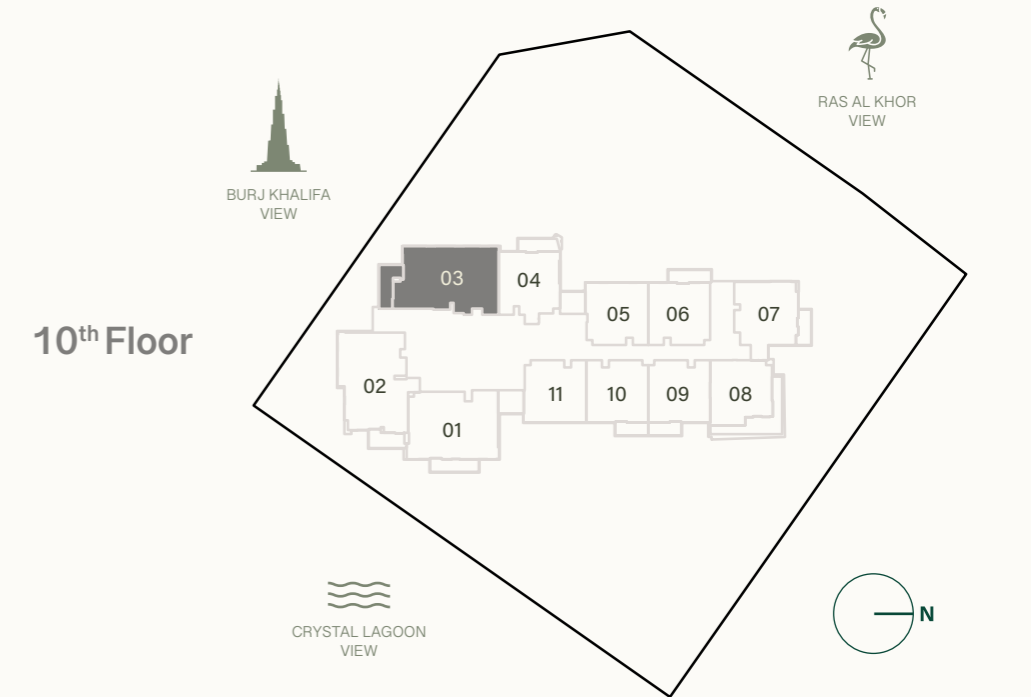 RAS AL KHOR
VIEW
BURJ KHALIFA
VIEW
10th Floor
03
04
05
06
07
02
01
11
10
09
08
CRYSTAL LAGOON
VIEW
N